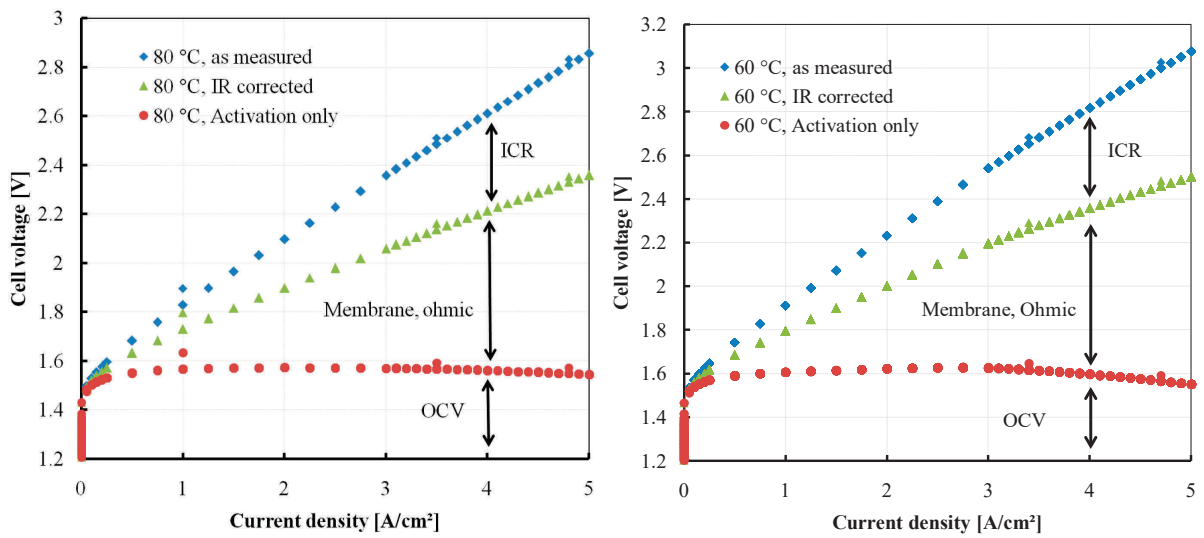 3
2.8
2.6
2.4
2.2
2
1.8
1.6
1.4
1.2
Cell voltage [V]
80 °C, as measured
80 °C, IR corrected
80 °C, Activation only
ICR
Membrane, ohmic
OCV
0 1 2 3 4 5
Current density [A/cm²]
3.2
3.0
2.8
2.6
2.4
2.2
2.0
1.8
1.6
1.4
1.2
Cell voltage [V]
60 °C, as measured
60 °C, IR corrected
60 °C, Activation only
ICR
Membrane, Ohmic
OCV
0 1 2 3 4 5
Current density [A/cm²]